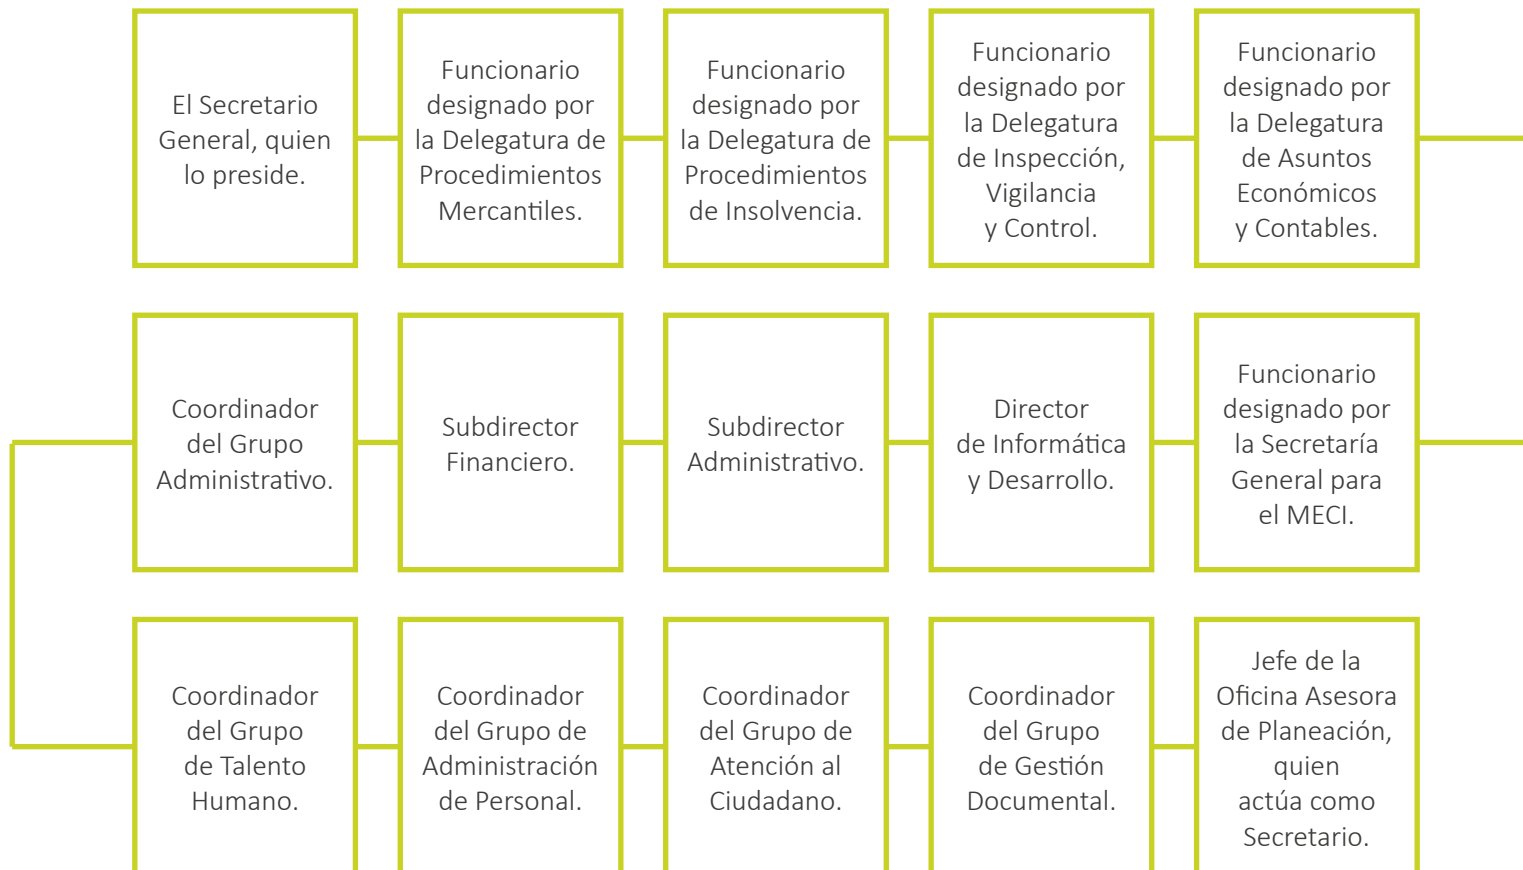 El Secretario
General, quien
lo preside.
Funcionario
designado por
la Delegatura de
Procedimientos
Mercantiles.
Funcionario
designado por
la Delegatura de
Procedimientos
de Insolvencia.
Funcionario
designado por
la Delegatura
de Inspección,
Vigilancia
y Control.
Funcionario
designado por
la Delegatura
de Asuntos
Económicos
y Contables.
Coordinador
del Grupo
Administrativo.
Subdirector
Financiero.
Subdirector
Administrativo.
Director
de Informática
y Desarrollo.
Funcionario
designado por
la Secretaría
General para
el MECI.
Coordinador
del Grupo
de Talento
Humano.
Coordinador
del Grupo de
Administración
de Personal.
Coordinador
del Grupo de
Atención al
Ciudadano.
Coordinador
del Grupo
de Gestión
Documental.
Jefe de la
Oficina Asesora
de Planeación,
quien
actúa como
Secretario.